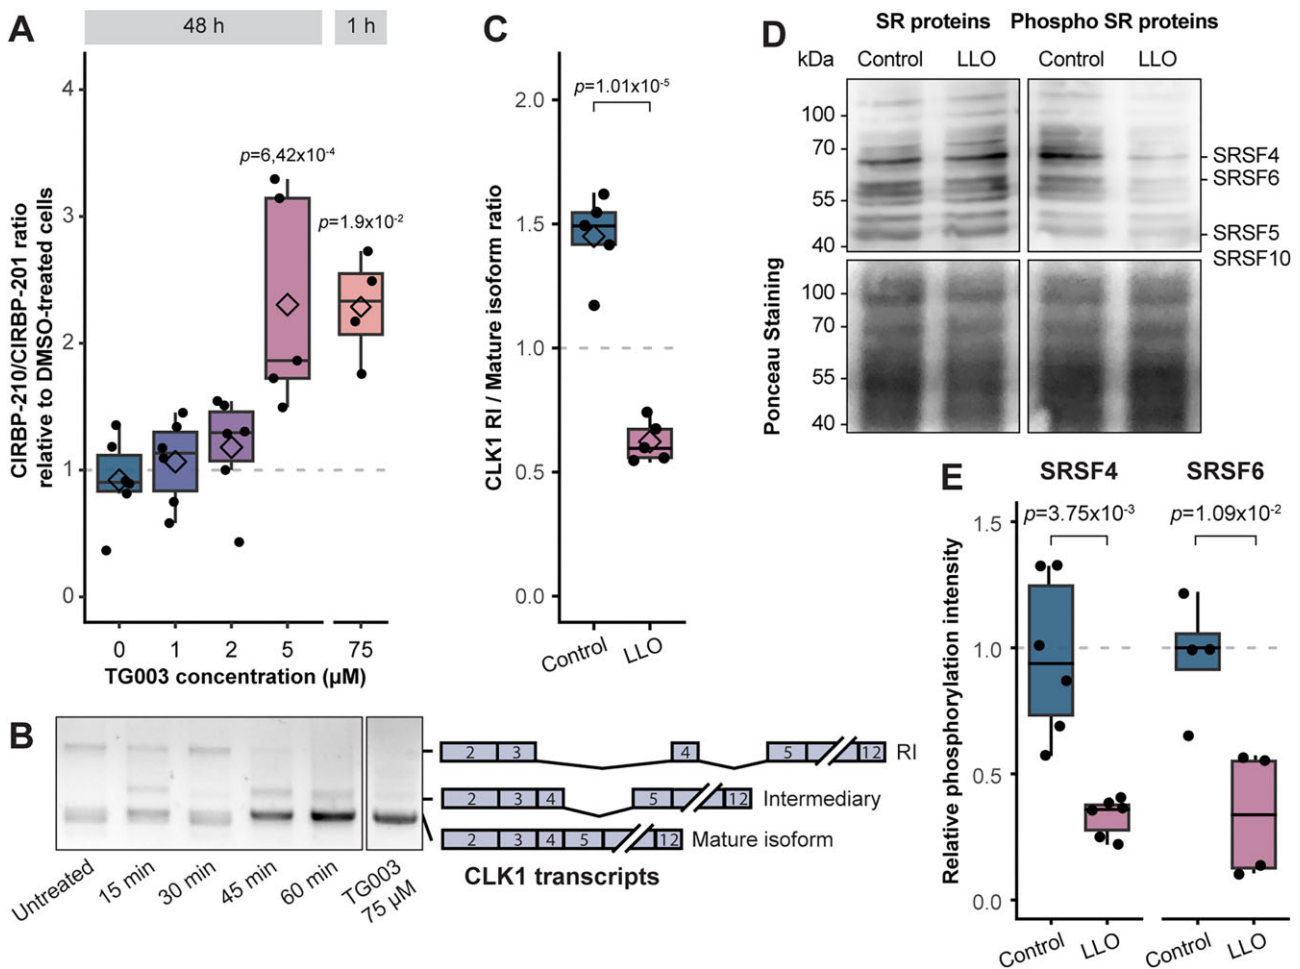 A
48 h
1 h
CIRBP-210/CIRBP-201 ratio
relative to DMSO-treated cells
4
3
2
1
0
p=6,42x10-4
p=1.9x10-2
0
1
2
5
75
TG003 concentration (µM)
C
CLK1 RI / Mature isoform ratio
2.0
1.5
1.0
0.5
0.0
p=1.01x10-5
Control
LLO
D
SR proteins
Phospho SR proteins
kDa
Control
LLO
Control
LLO
100
70
55
40
SRSF4
SRSF6
SRSF5
SRSF10
Ponceau Staining
100
70
55
40
B
Untreated
15 min
30 min
45 min
60 min
TG003
75 µM
2 3 4 5 12 RI
2 3 4 5 12 Intermediary
2 3 4 5 12 Mature isoform
CLK1 transcripts
E
SRSF4
SRSF6
Relative phosphorylation intensity
1.5
1.0
0.5
0.0
p=3.75x10-3
p=1.09x10-2
Control
LLO
Control
LLO